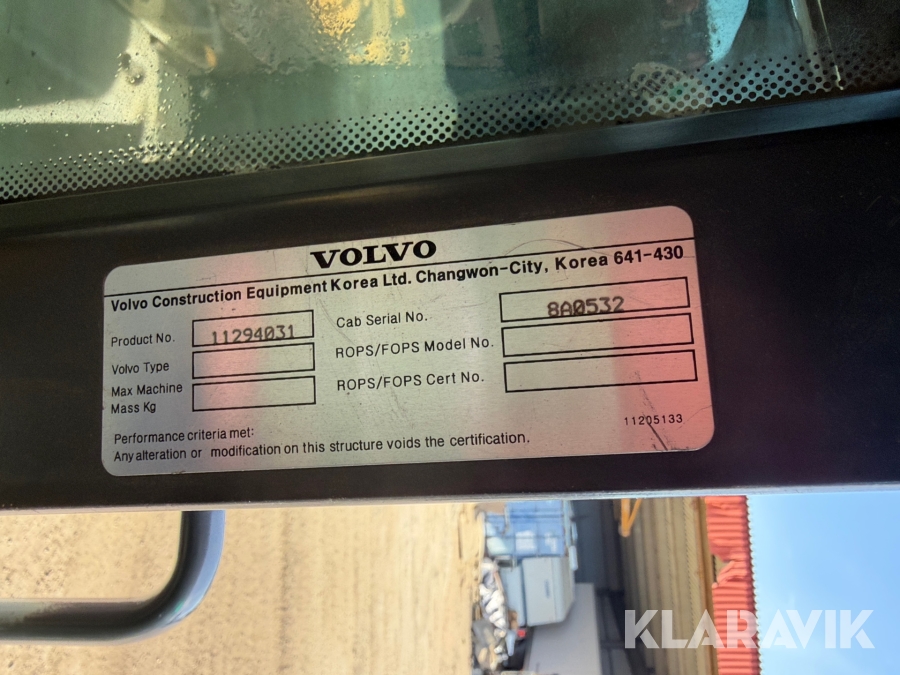 VOLVO
Volvo Construction Equipment Korea Ltd. Changwon-City, Korea 641-430
Product No. 11294031
Cab Serial No. 8A0532
Volvo Type
ROPS/FOPS Model No.
Max Machine
Mass Kg
ROPS/FOPS Cert No.
Performance criteria met:
11205133
Any alteration or modification on this structure voids the certification.
KLARAVIK